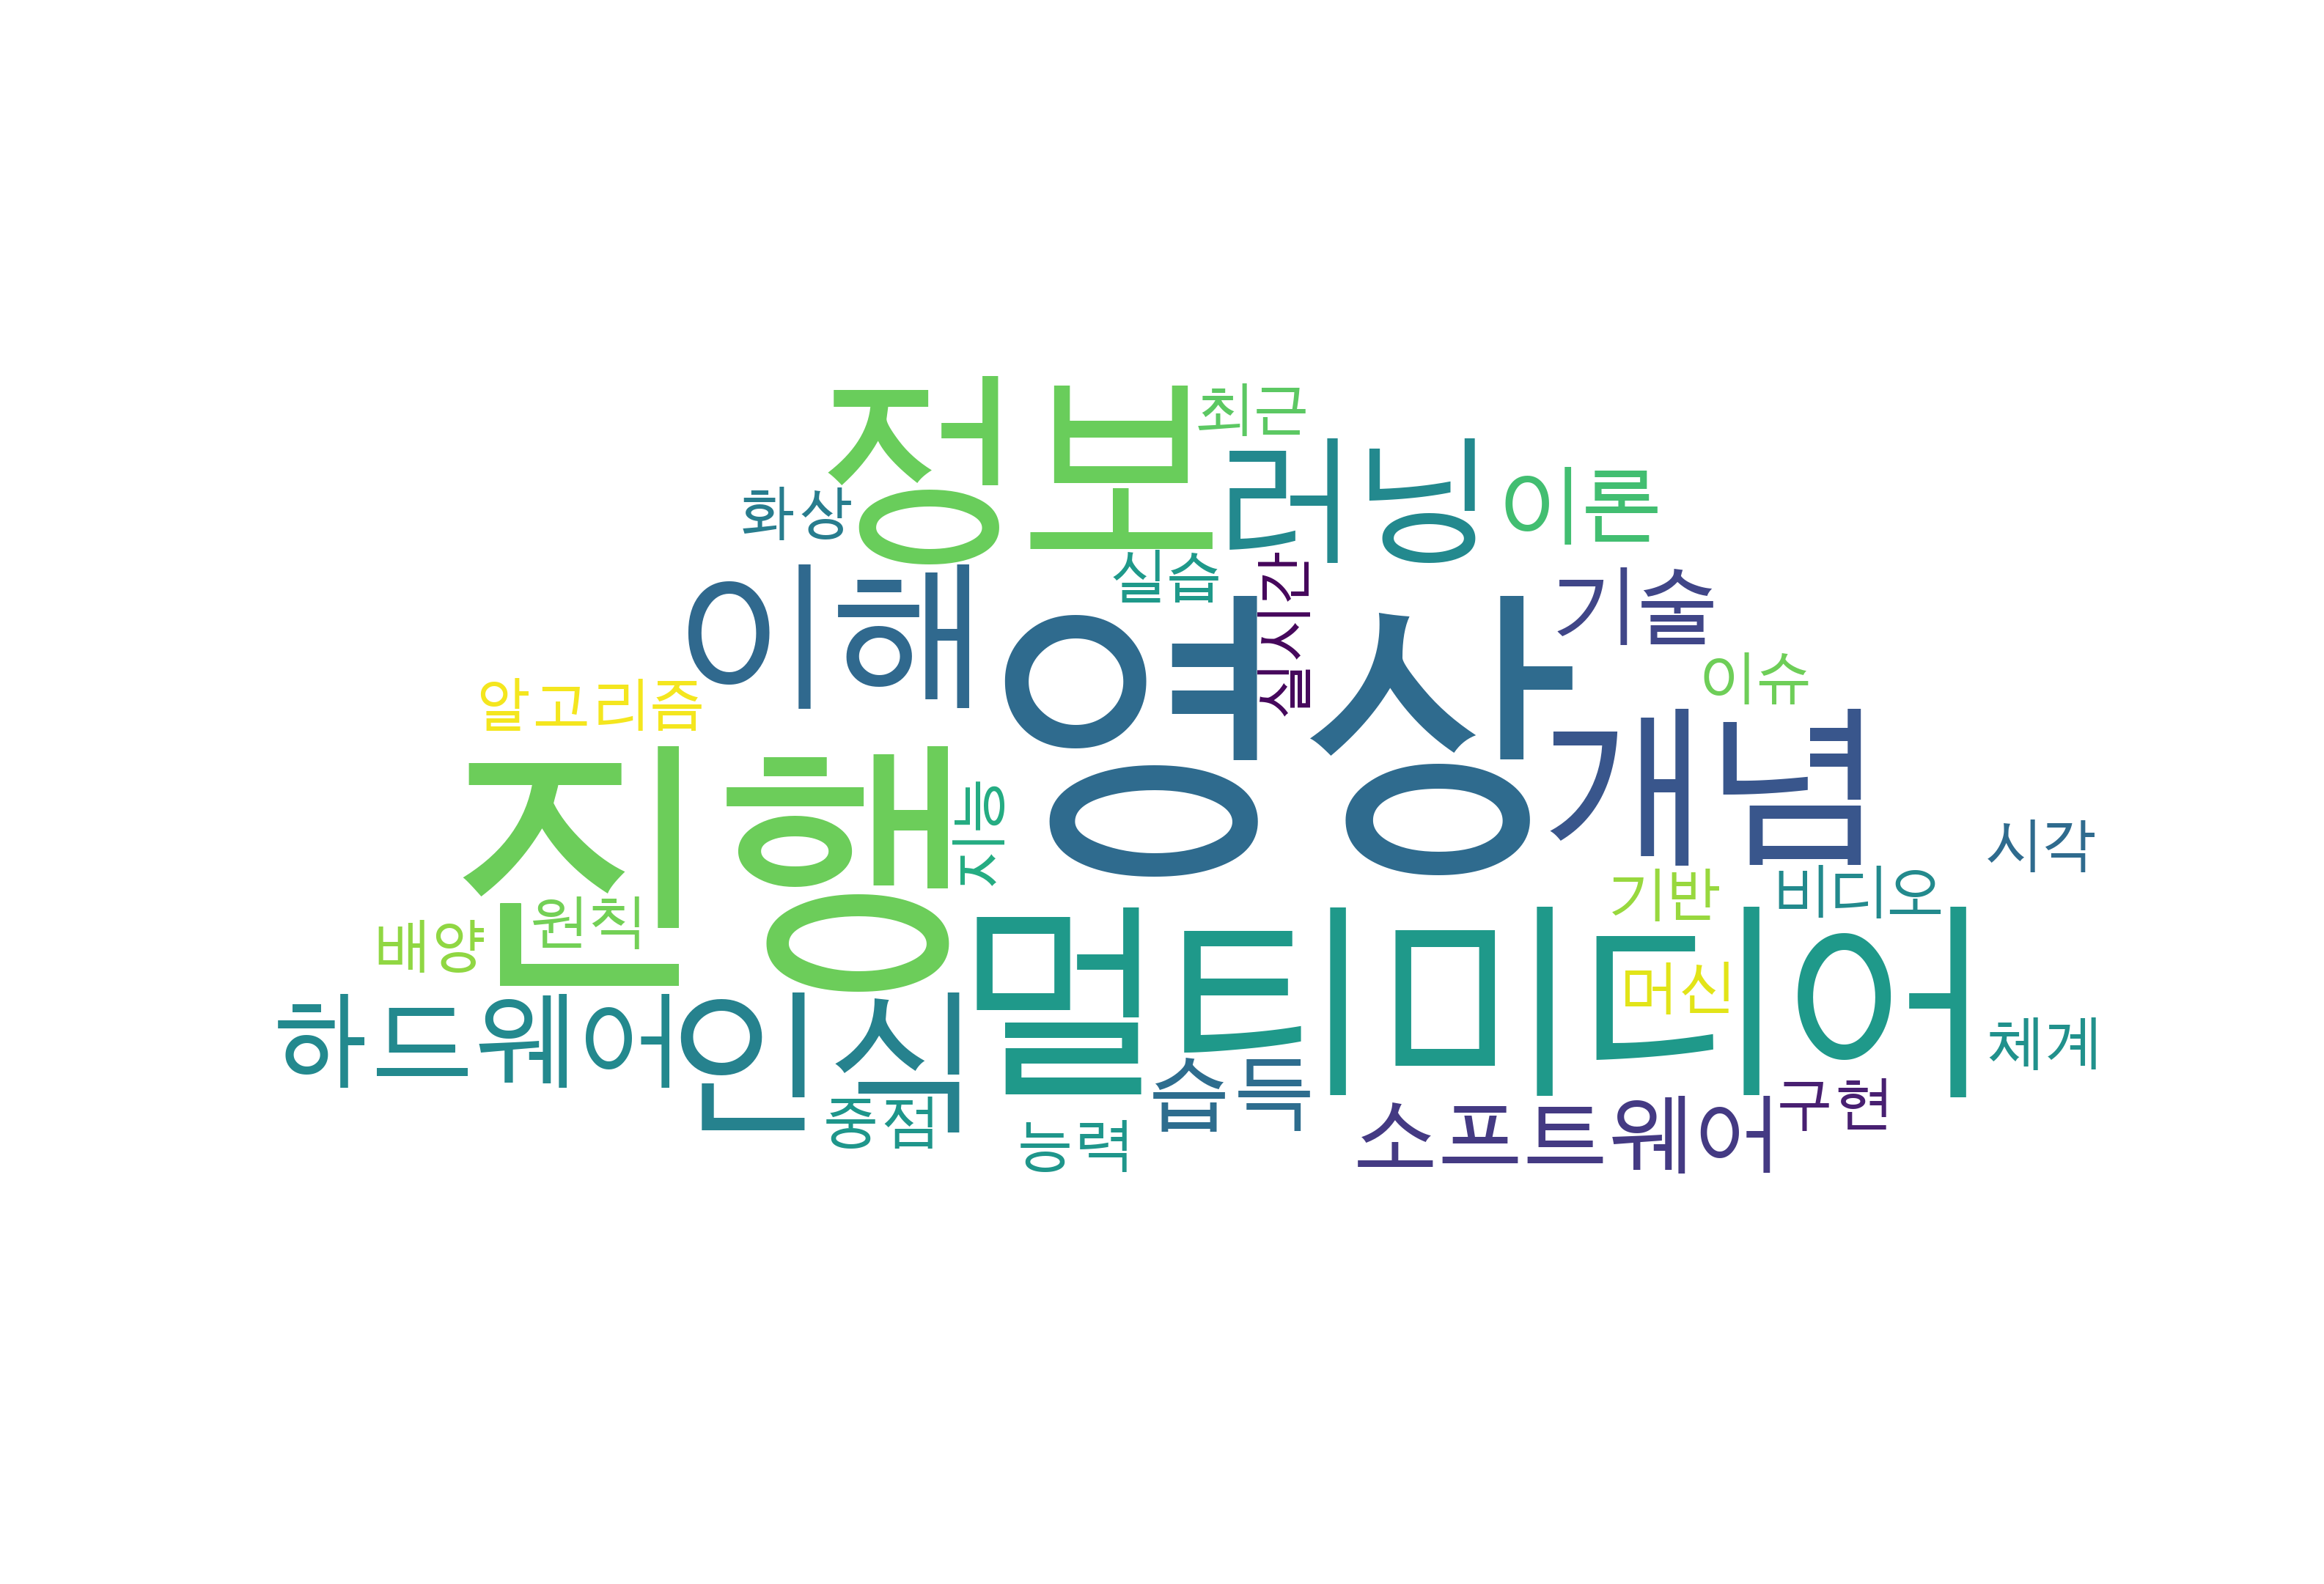 정보
최근
러닝
이론
화상
실습
실시간
이해
영상
기술
이슈
알고리즘
개념
진행
지능
시각
원칙
배양
기반
비디오
멀티미디어
머신
하드웨어
인식
체계
습득
구현
중점
능력
소프트웨어